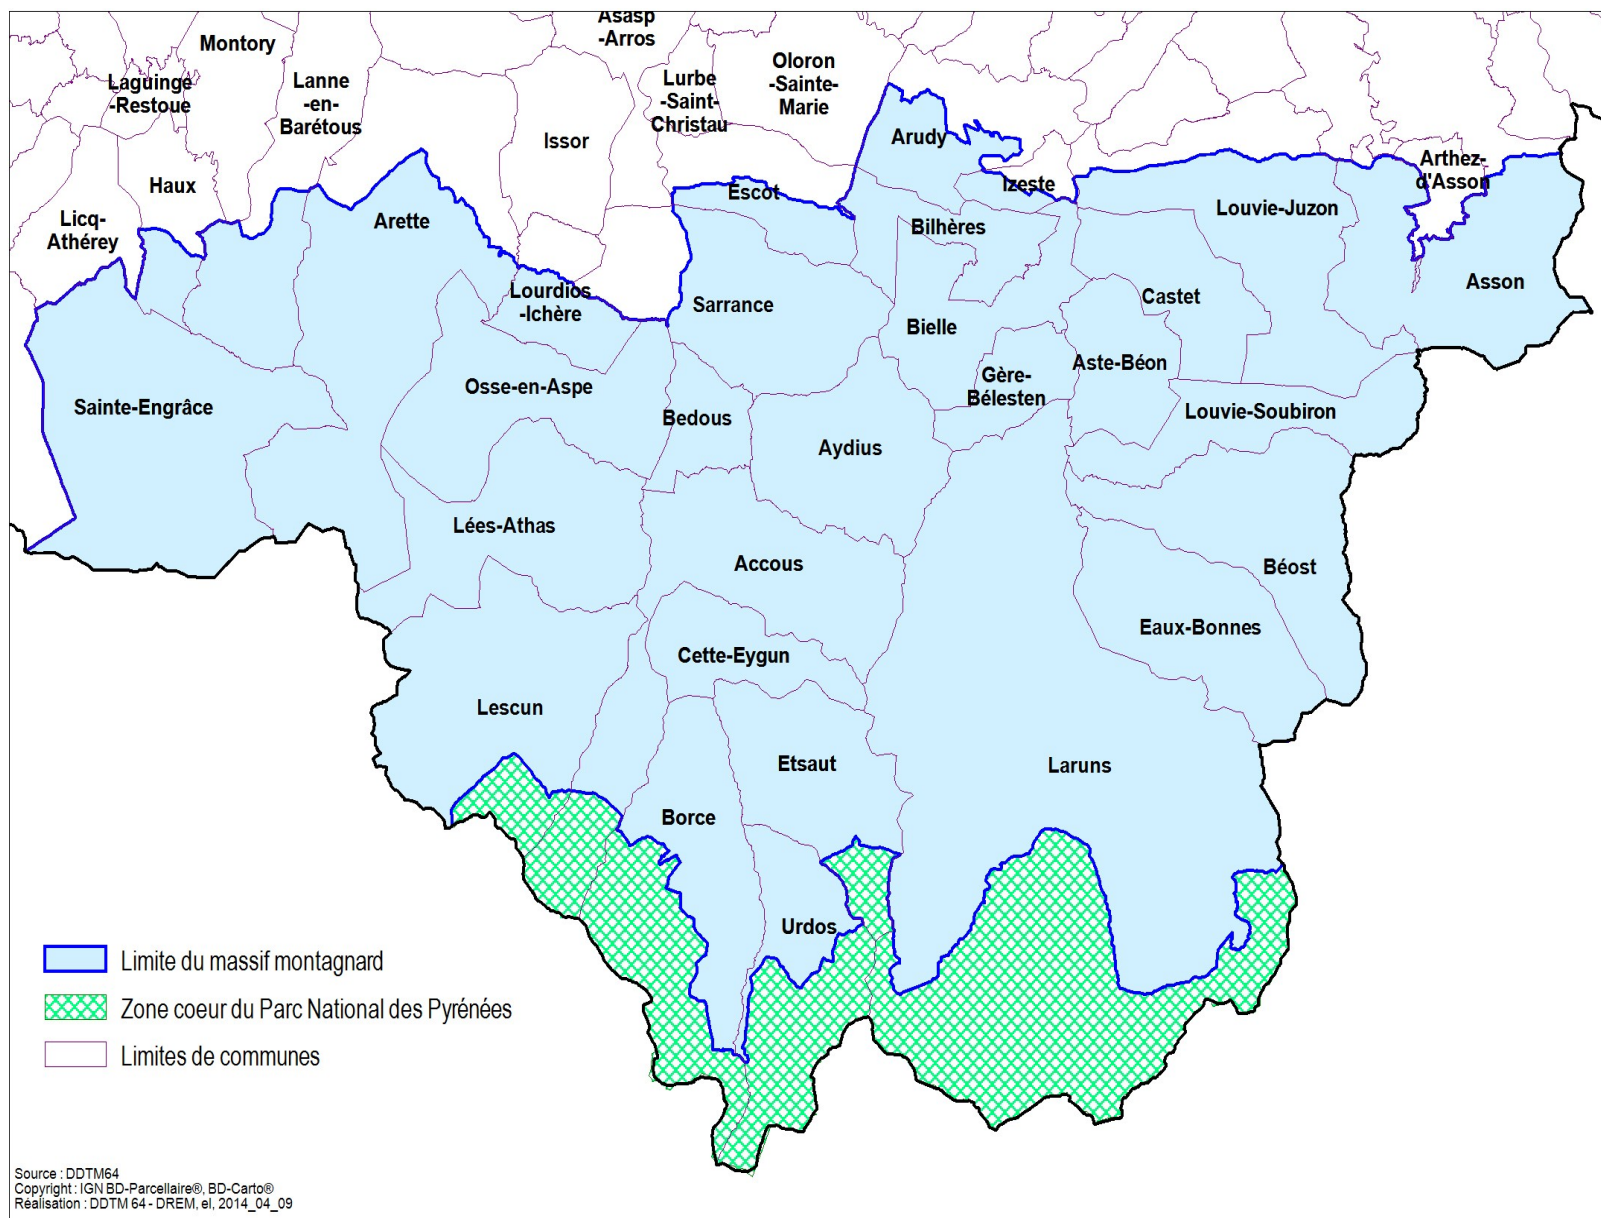 Asasp
-Arros
Montory
Laguinge
-Restoue
Lanne
-en-
Barétous
Lurbe
-Saint-
Christau
Oloron
-Sainte-
Marie
Issor
Arudy
Haux
Escot
Izeste
Arthez-
d'Asson
Licq-
Athérey
Arette
Bilhères
Louvie-Juzon
Lourdios
-Ichère
Sarrance
Castet
Asson
Bielle
Sainte-Engrâce
Osse-en-Aspe
Bedous
Gère-
Bélesten
Aste-Béon
Louvie-Soubiron
Aydius
Lées-Athas
Accous
Béost
Eaux-Bonnes
Cette-Eygun
Lescun
Etsaut
Laruns
Borce
Urdos
Limite du massif montagnard
Zone coeur du Parc National des Pyrénées
Limites de communes
Source : DDTM64
Copyright : IGN BD-Parcellaire®, BD-Carto®
Réalisation : DDTM 64 - DREM, el, 2014_04_09